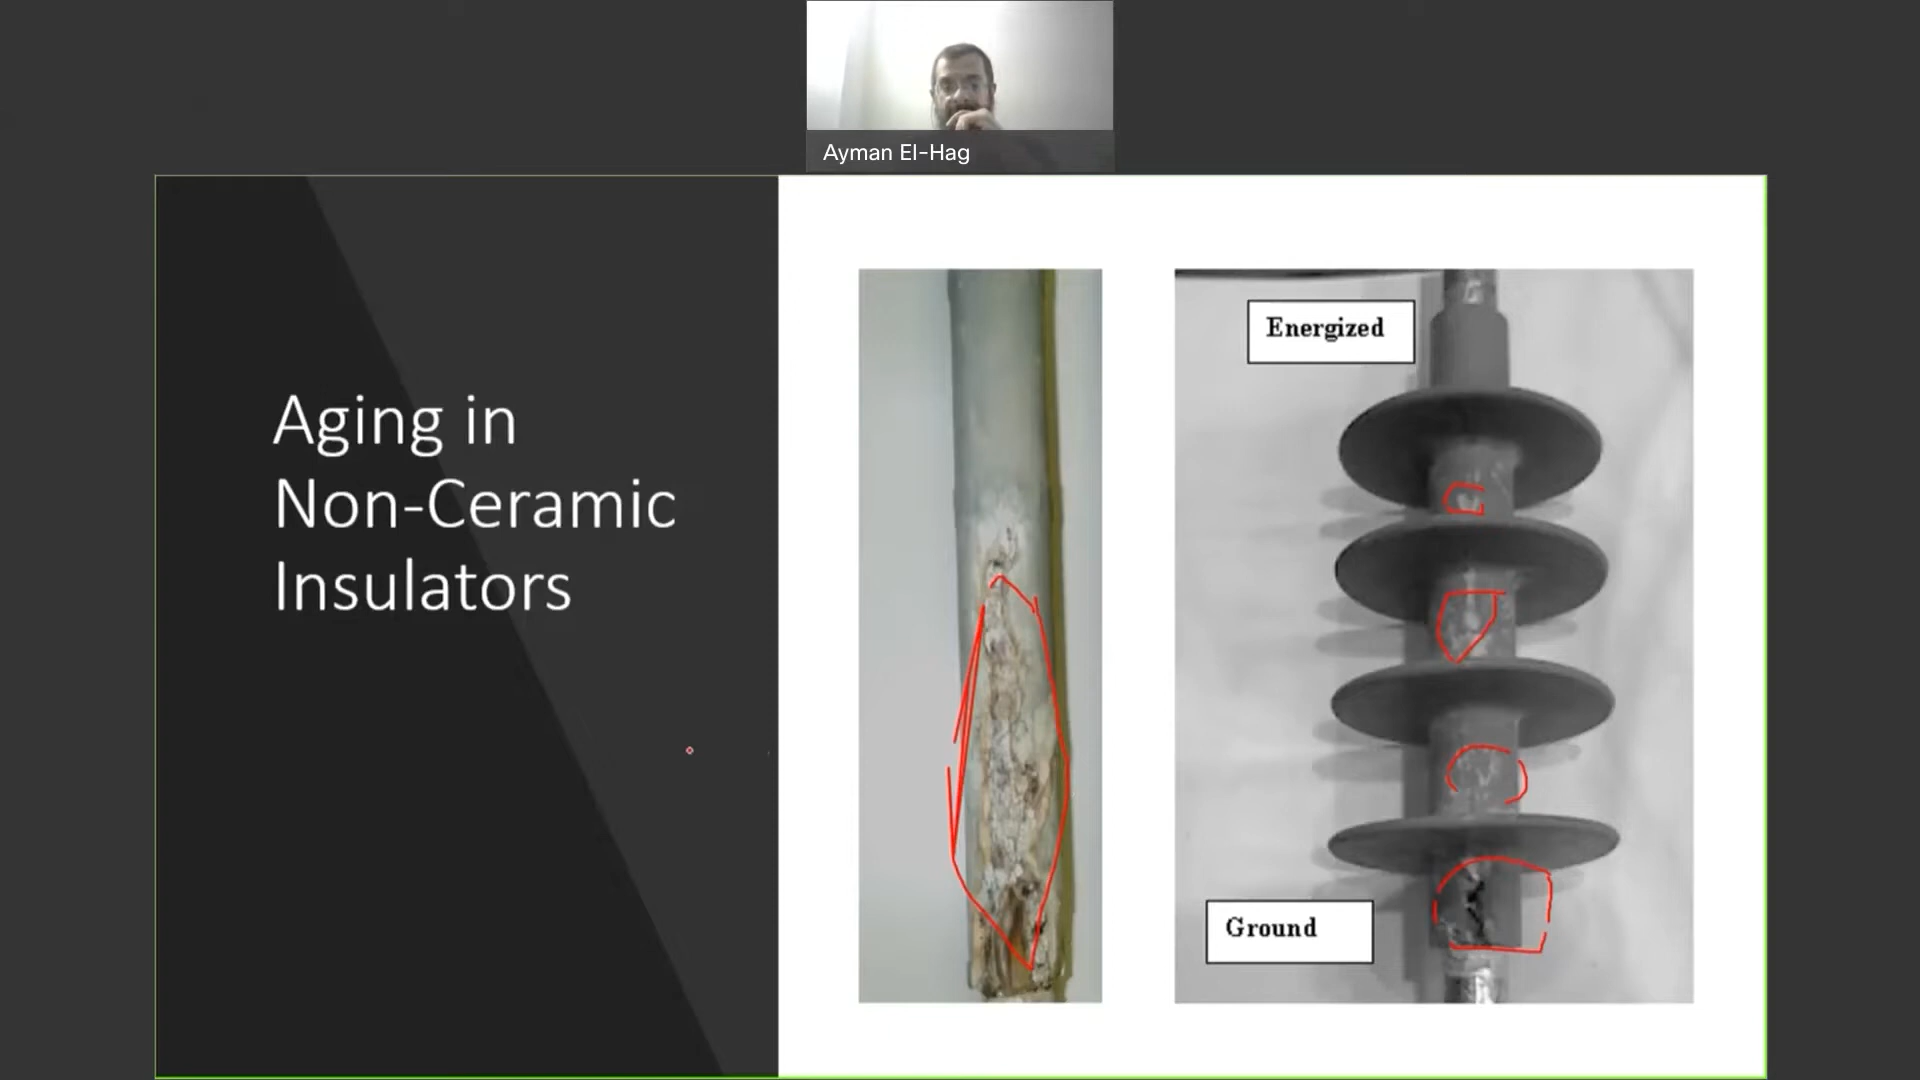 Ayman El-Hag
Aging in
Non-Ceramic
Insulators
Energized
Ground